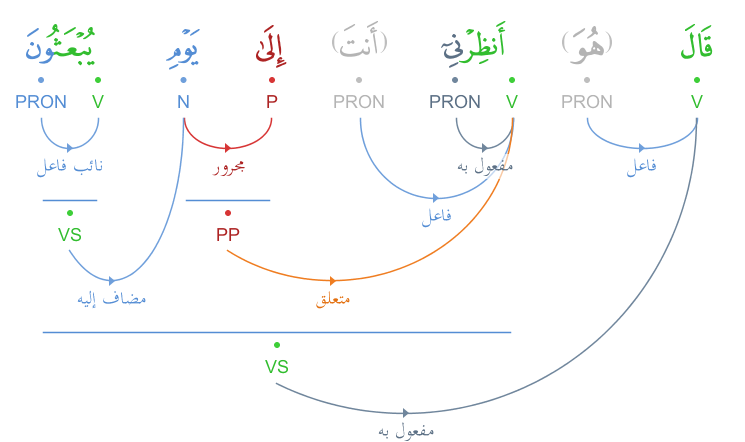 قَالَ (هُوَ) أَنظِرْنِىٓ (أَنتَ) إِلَىٰ يَوْمِ يُبْعَثُونَ
V PRON V PRON PRON P N V PRON
فاعل مفعول به مجرور نائب فاعل
فاعل
PP VS
متعلق مضاف إليه
VS
مفعول به